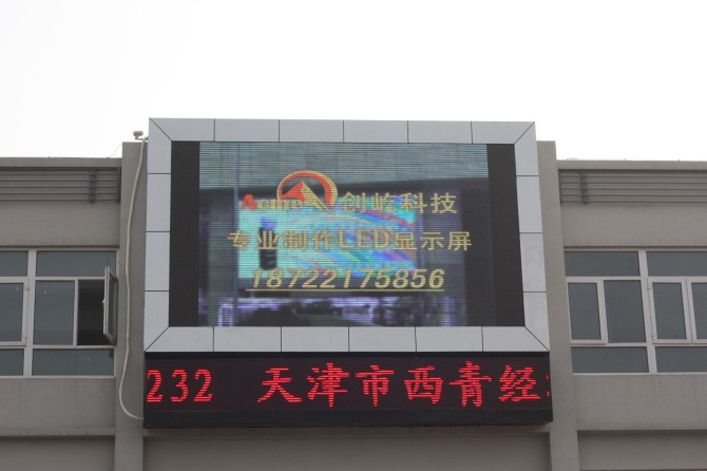 Acme 创屹科技
专业制作LED显示屏
18722175856
232 天津市西青经